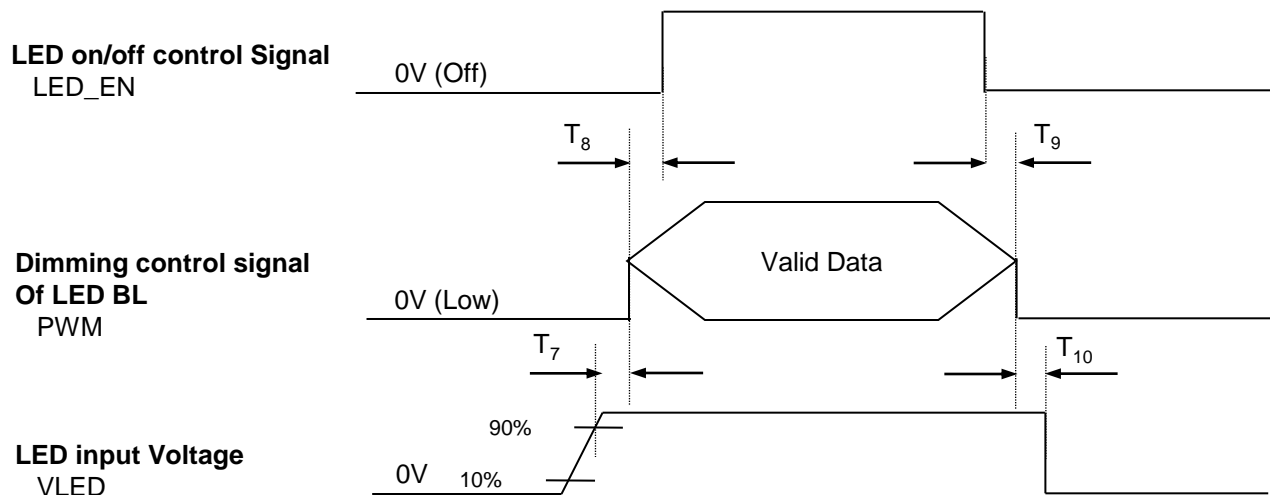 LED on/off control Signal
LED_EN
0V (Off)
T8
T9
Dimming control signal
Of LED BL
PWM
0V (Low)
Valid Data
T7
T10
90%
LED input Voltage
VLED
0V
10%